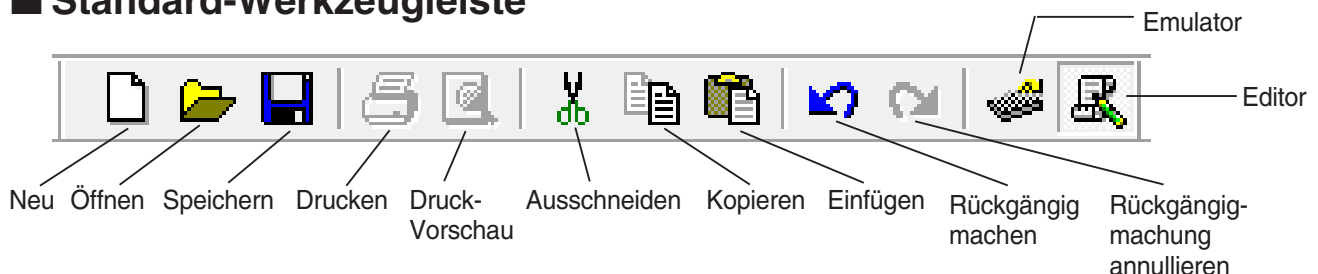 ■ Standard-Werkzeugleiste
Emulator
Editor
Neu
Öffnen
Speichern
Drucken
Druck-
Vorschau
Ausschneiden
Kopieren
Einfügen
Rückgängig
machen
Rückgängig-
machung
annullieren